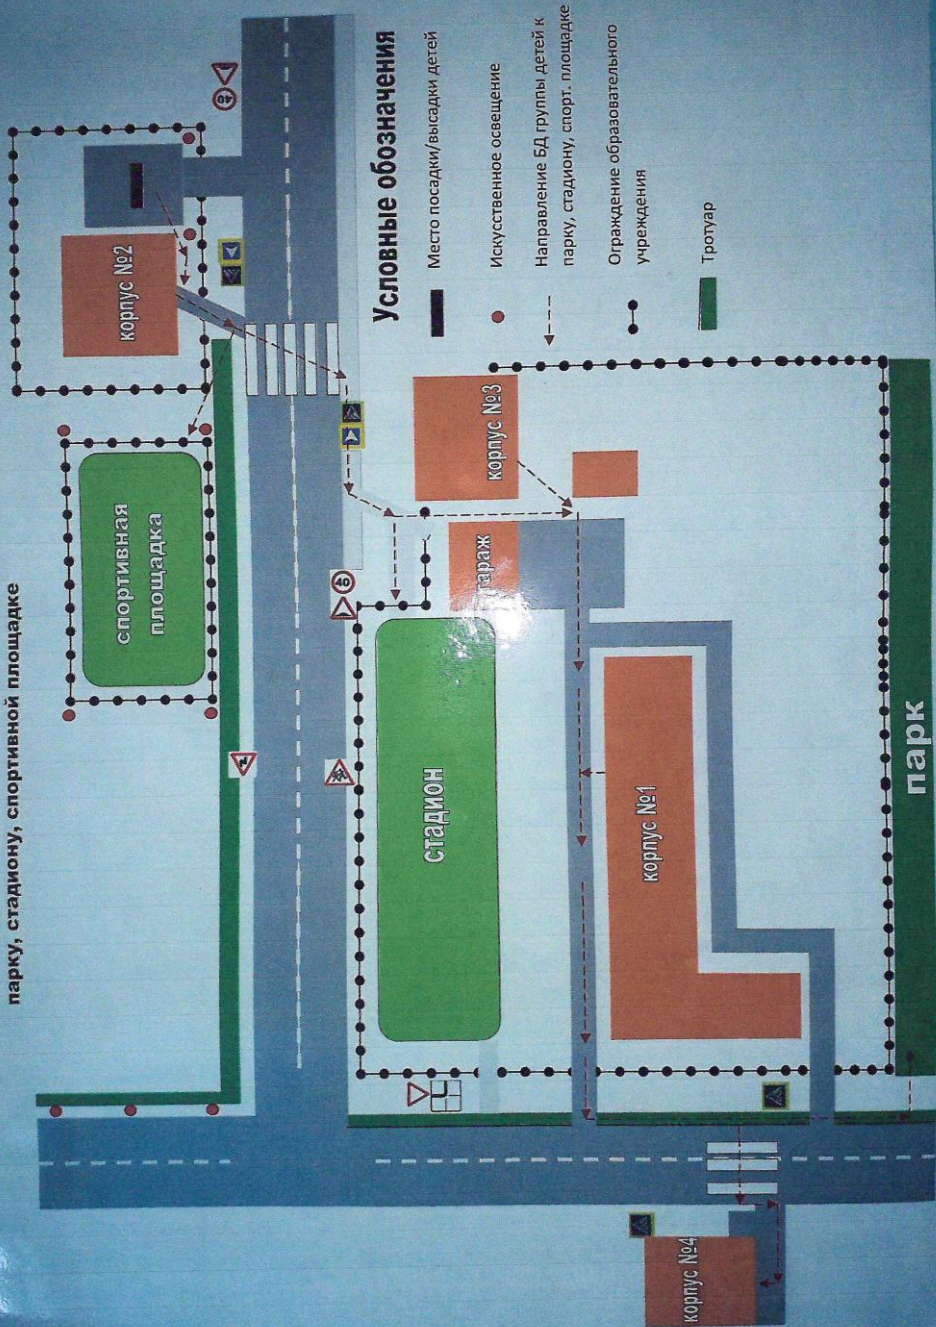 парку, стадиону, спортивной площадке
корпус №2
спортивная
площадка
Условные обозначения
Место посадки/высадки детей
Искусственное освещение
Направление БД группы детей к
парку, стадиону, спорт. площадке
Ограждение образовательного
учреждения
Тротуар
корпус №3
гараж
40
стадион
корпус №1
парк
корпус №4